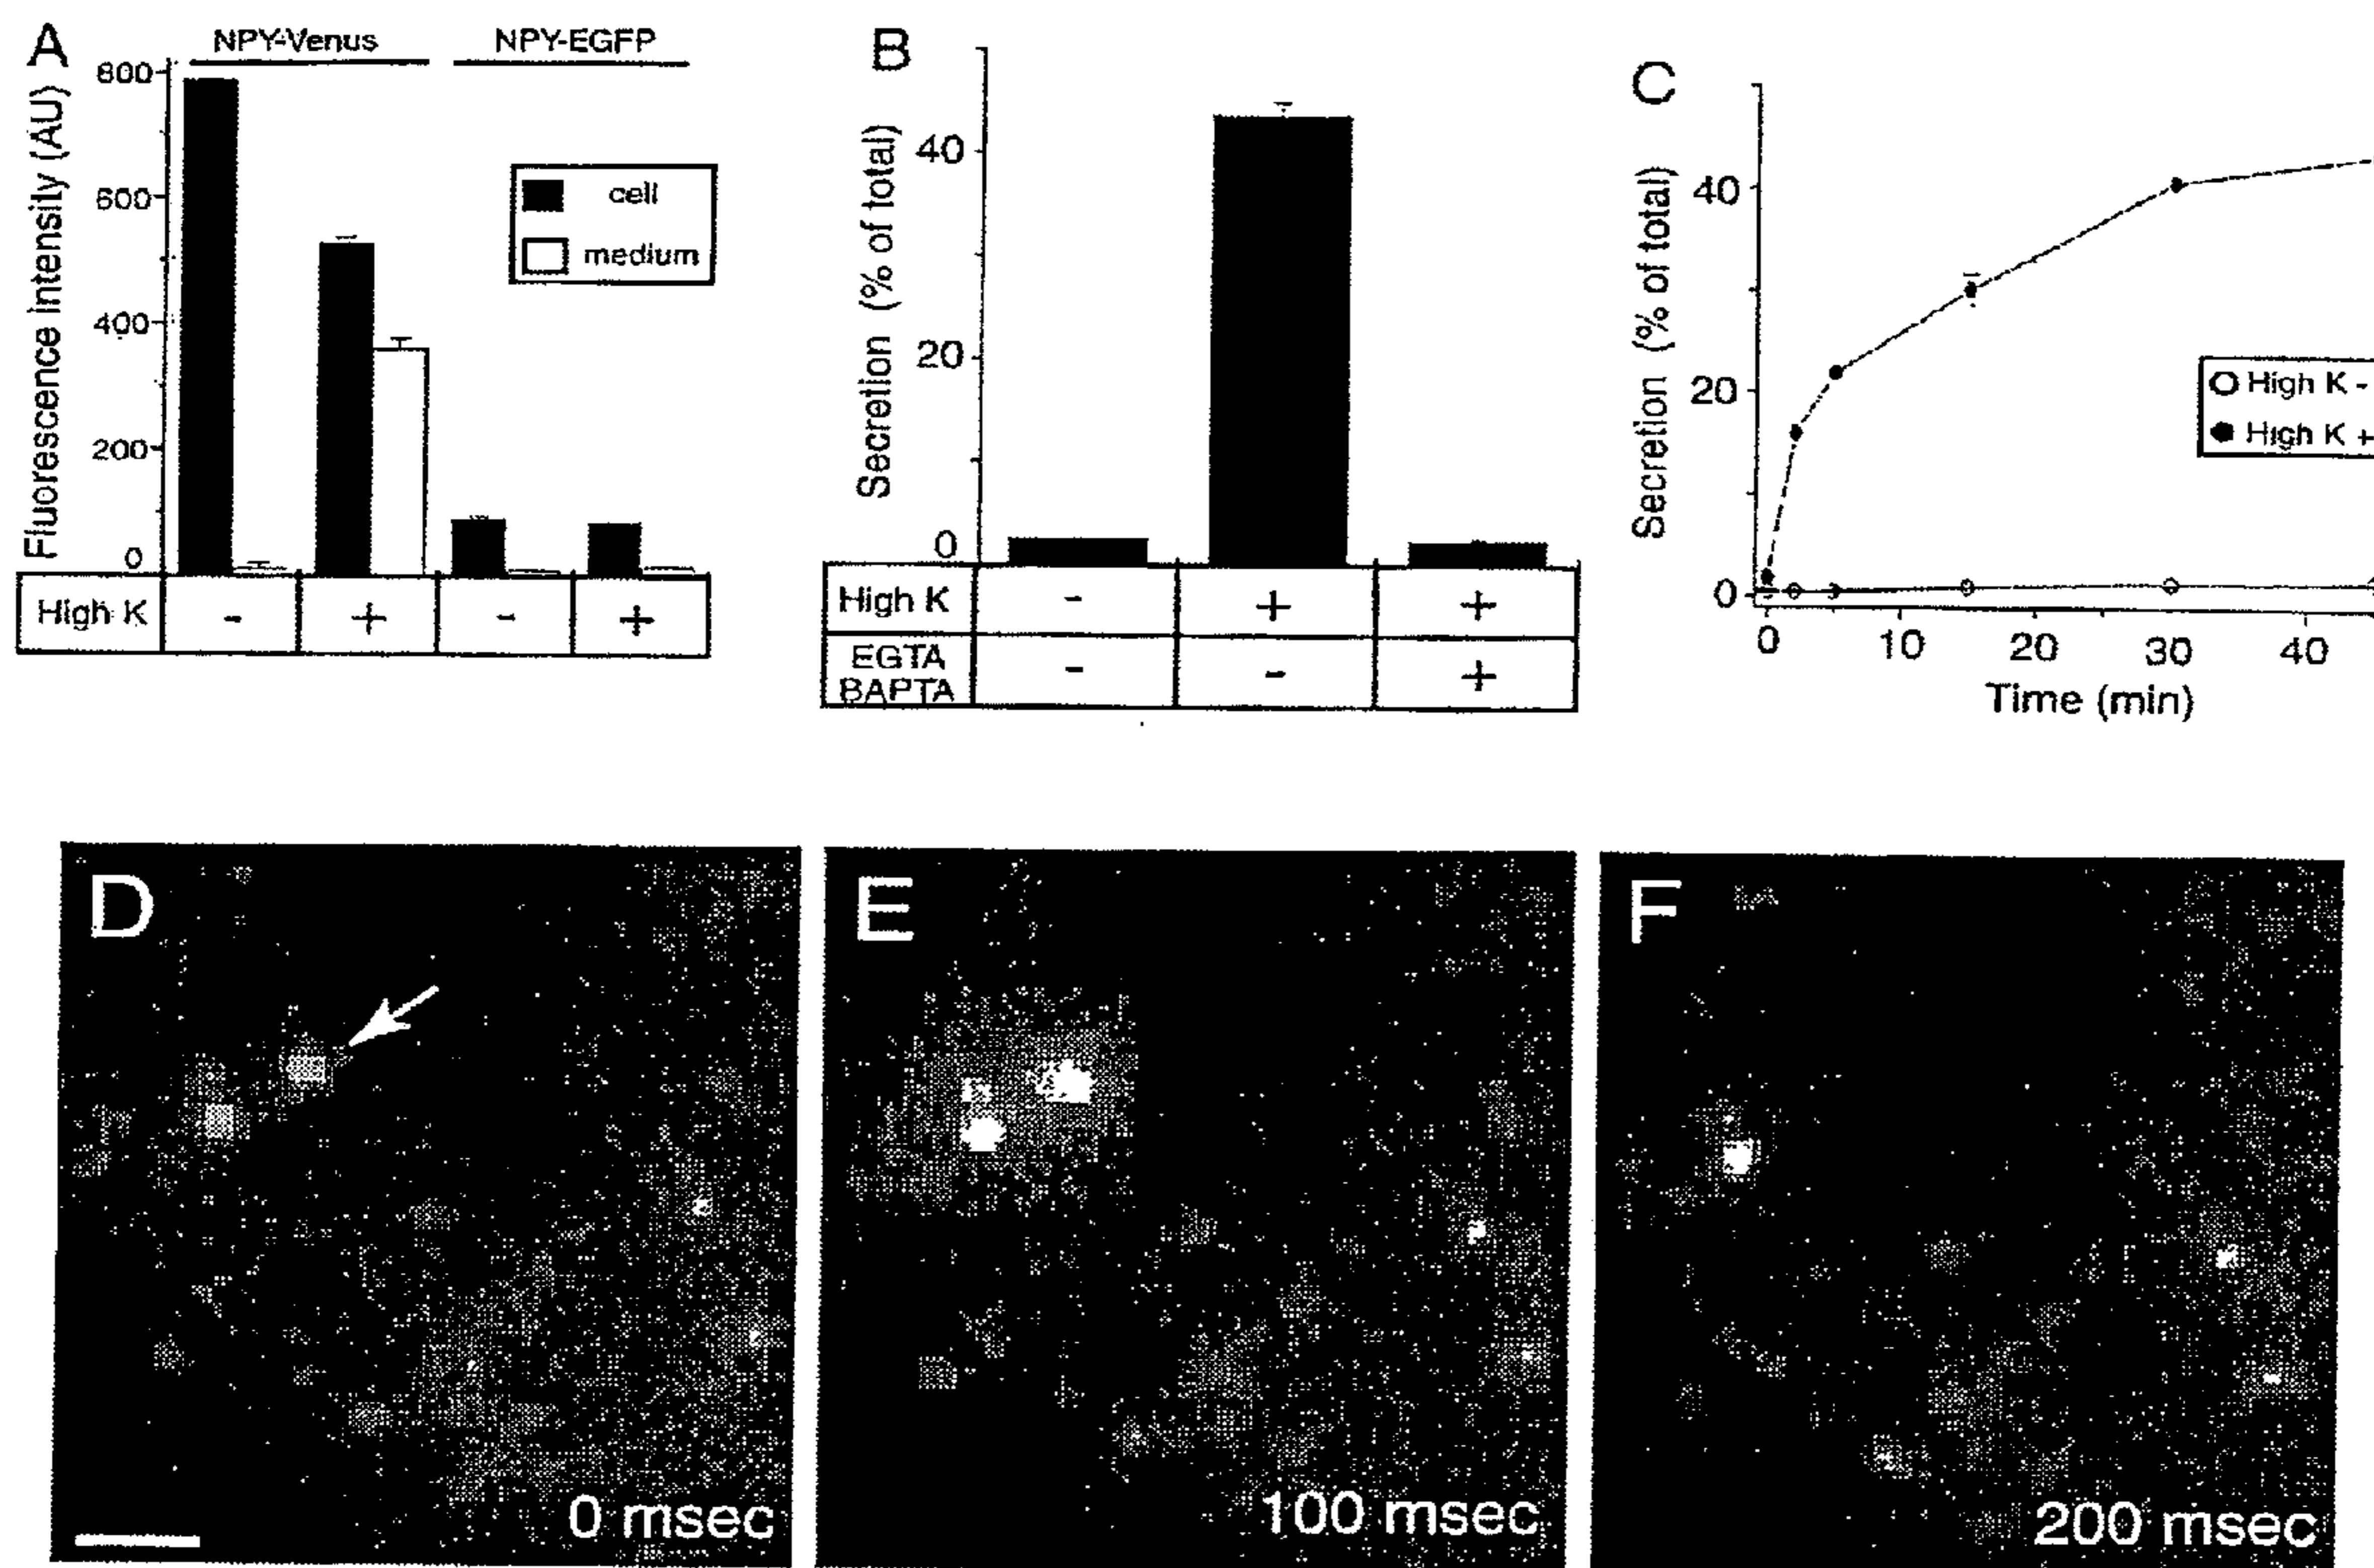 A
NPY-Venus NPY-EGFP
Fluorescence Intensity (AU)
800
600
400
200
0
cell
medium
High K - + - +
B
Secretion (% of total)
40
20
0
High K - + +
EGTA
BAPTA
- - +
C
Secretion (% of total)
40
20
0
High K -
High K +
0 10 20 30 40
Time (min)
D
0 msec
E
100 msec
F
200 msec